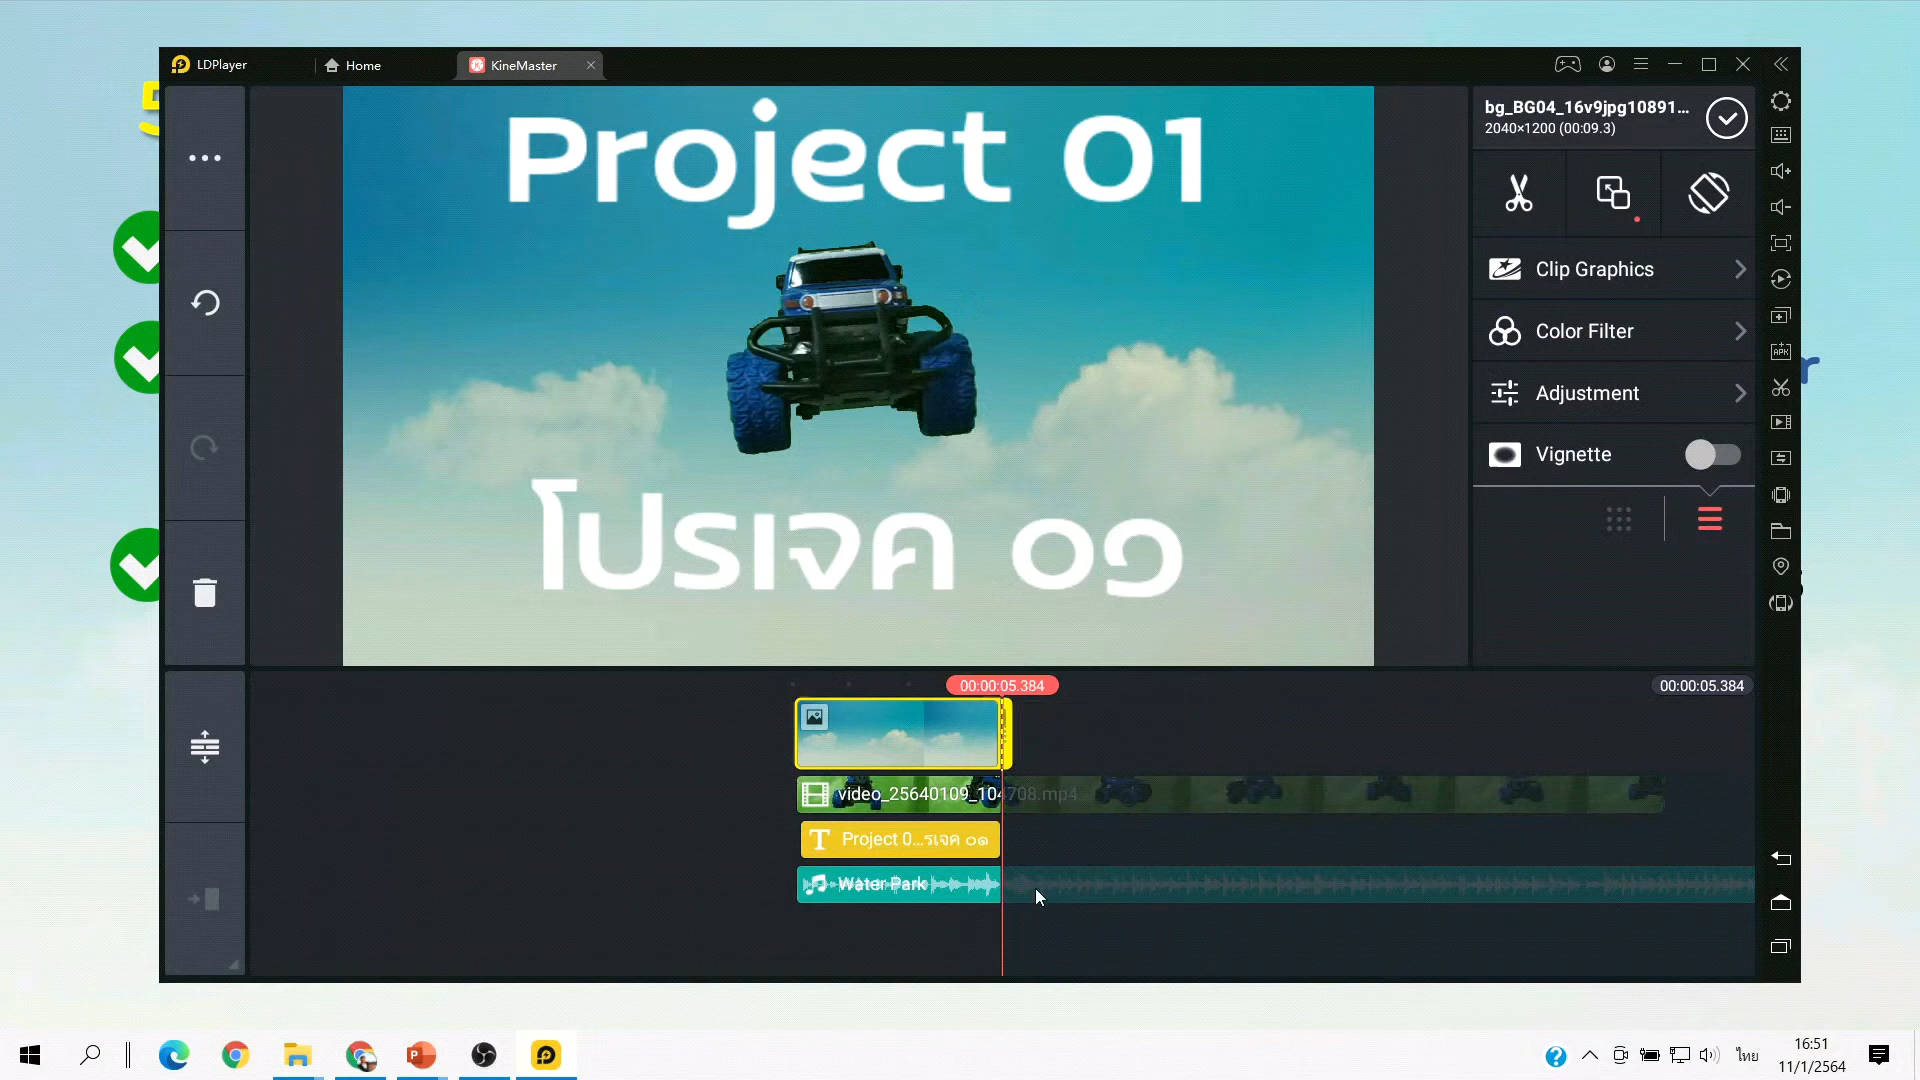 LDPlayer
Home
KineMaster
bg_BG04_16v9jpg10891...
2040×1200 (00:09.3)
Project 01
โปรเจค ๐๑
Clip Graphics
Color Filter
Adjustment
Vignette
APK
r
00:00:05.384
00:00:05.384
video_25640109_104708.mp4
Project 0...รเจค ๐๑
Water Park
ไทย
16:51
11/1/2564